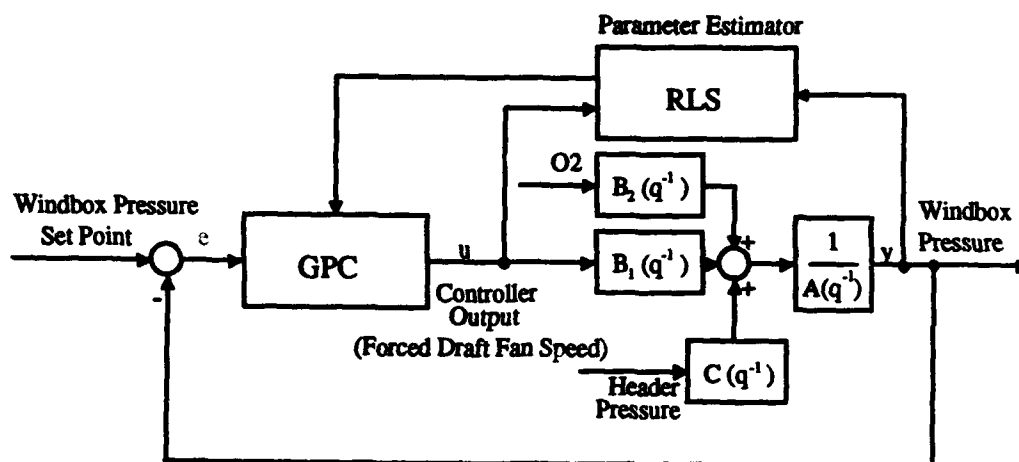 Parameter Estimator
RLS
O2
B₂(q⁻¹)
Windbox Pressure
Set Point
e
-
GPC
u
Controller
Output
(Forced Draft Fan Speed)
B₁(q⁻¹)
+
+
1
A(q⁻¹)
y
Windbox
Pressure
C(q⁻¹)
Header
Pressure